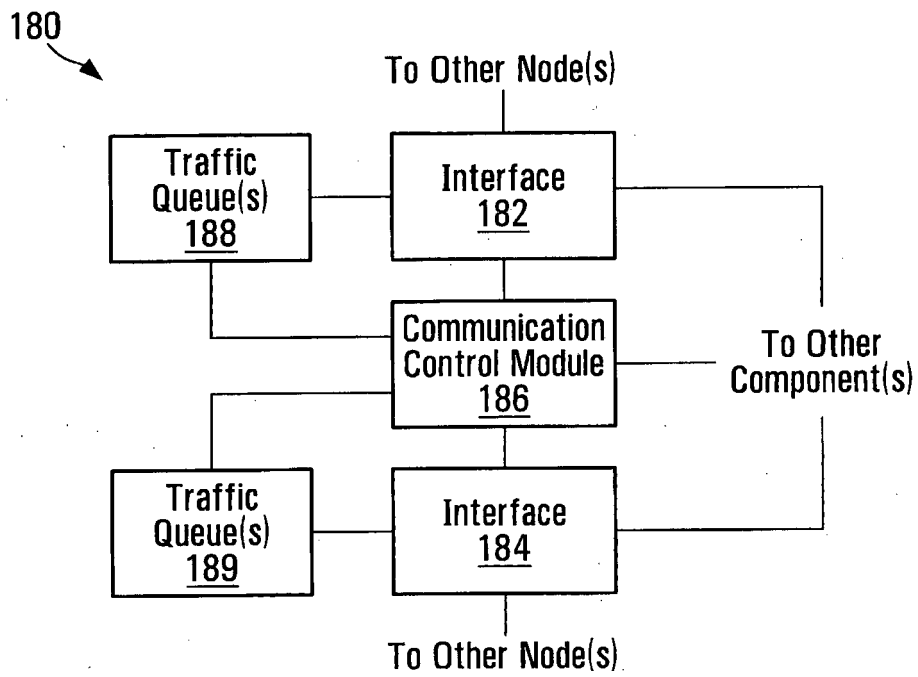 180
To Other Node(s)
Traffic
Queue(s)
188
Interface
182
Communication
Control Module
186
To Other
Component(s)
Traffic
Queue(s)
189
Interface
184
To Other Node(s)